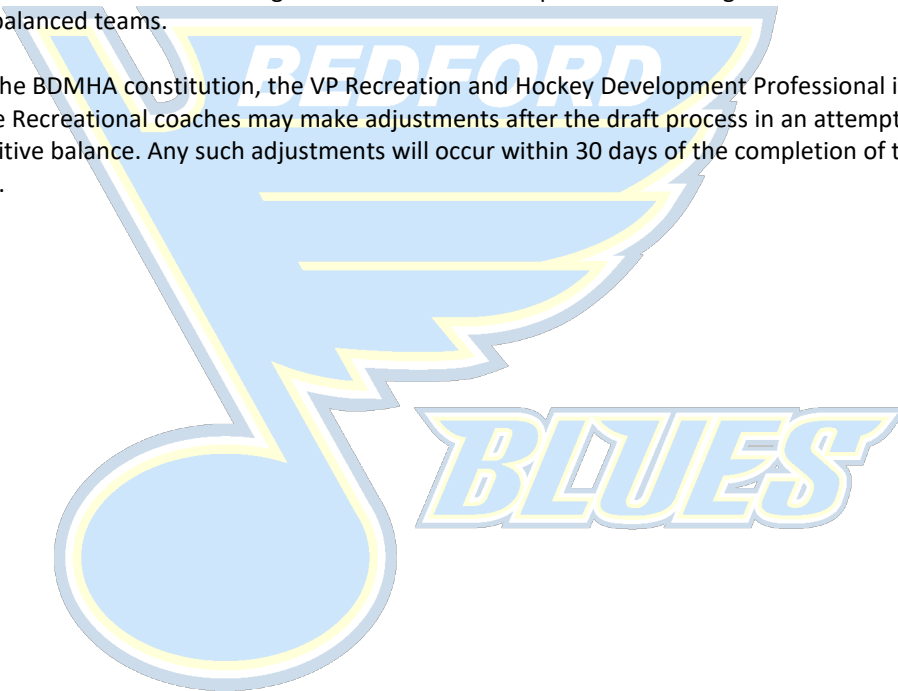 balanced teams.
BEDFORD
he BDMHA constitution, the VP Recreation and Hockey Development Professional i
e Recreational coaches may make adjustments after the draft process in an attempt
itive balance. Any such adjustments will occur within 30 days of the completion of t
.
BLUES